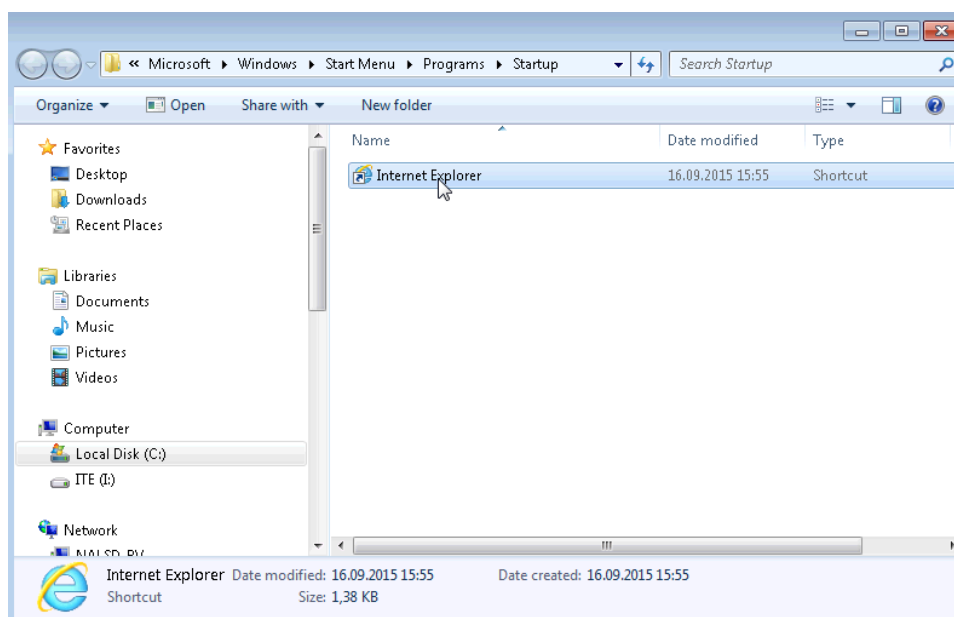 « Microsoft ▸ Windows ▸ Start Menu ▸ Programs ▸ Startup
Search Startup
Organize ▾ Open Share with ▾ New folder
Name Date modified Type
Internet Explorer 16.09.2015 15:55 Shortcut
Favorites
Desktop
Downloads
Recent Places
Libraries
Documents
Music
Pictures
Videos
Computer
Local Disk (C:)
ITE (I:)
Network
Internet Explorer Date modified: 16.09.2015 15:55 Date created: 16.09.2015 15:55
Shortcut Size: 1,38 KB